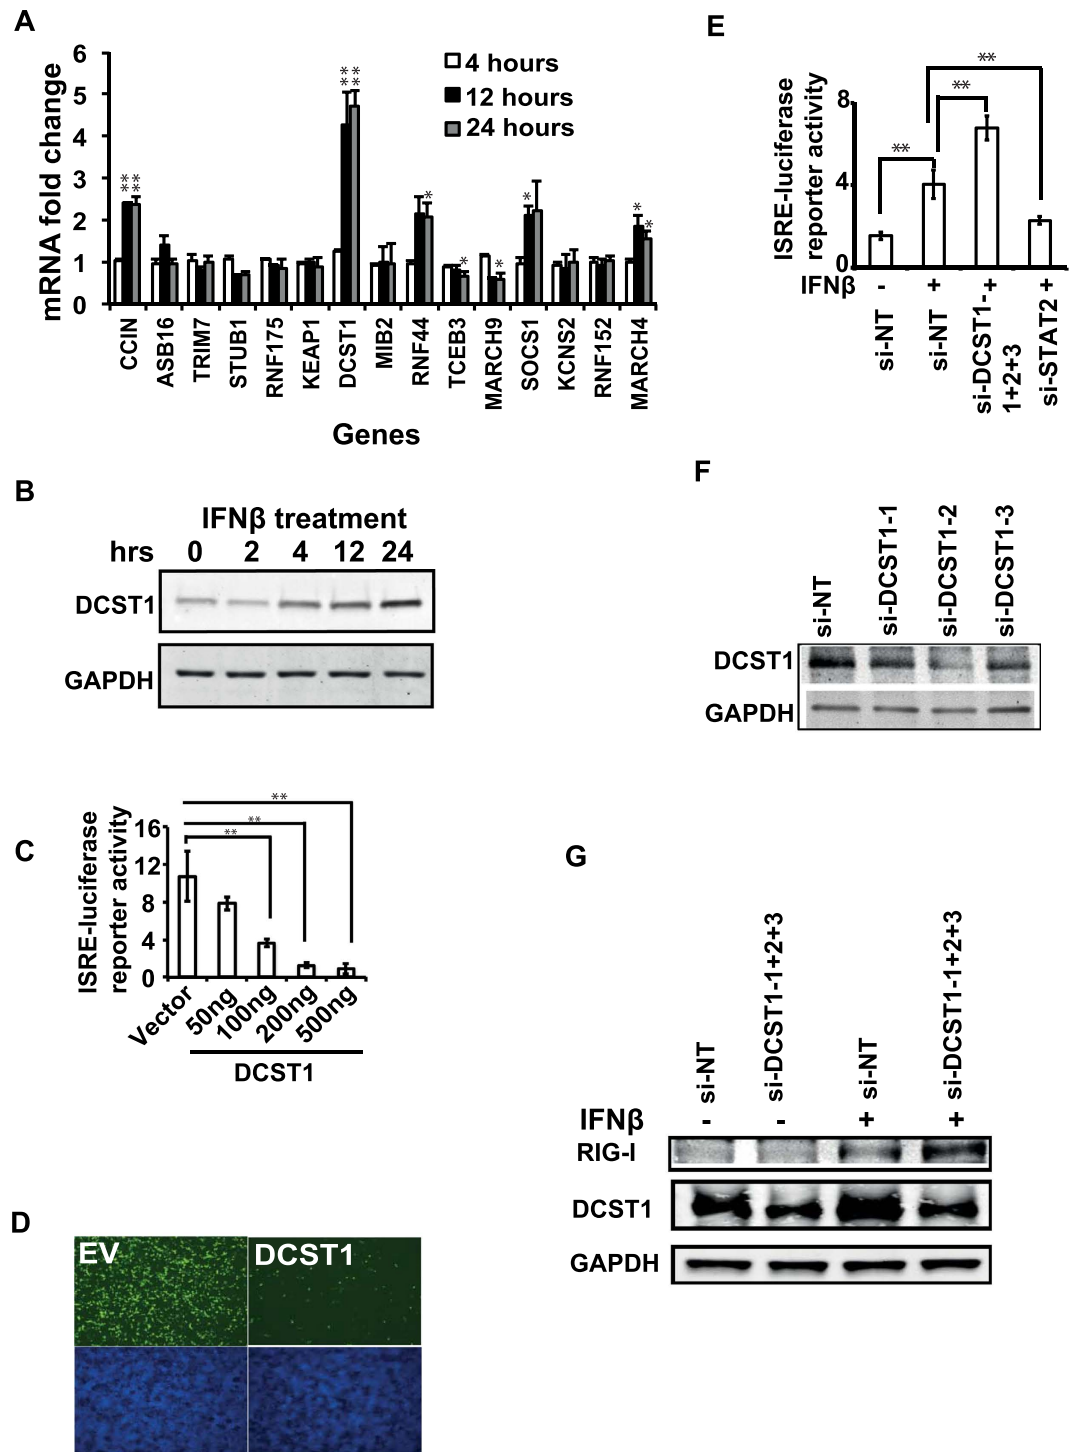 A
mRNA fold change
6
5
4
3
2
1
0
4 hours
12 hours
24 hours
** **
** **
*
*
*
*
*
*
CCIN
ASB16
TRIM7
STUB1
RNF175
KEAP1
DCST1
MIB2
RNF44
TCEB3
MARCH9
SOCS1
KCNS2
RNF152
MARCH4
Genes
B
IFNβ treatment
hrs 0 2 4 12 24
DCST1
GAPDH
C
ISRE-luciferase
reporter activity
16
12
8
4
0
**
**
**
Vector
50ng
100ng
200ng
500ng
DCST1
D
EV
DCST1
E
ISRE-luciferase
reporter activity
8
4
0
**
**
**
IFNβ - + + +
si-NT
si-NT
si-DCST1-
1+2+3
si-STAT2
F
si-NT
si-DCST1-1
si-DCST1-2
si-DCST1-3
DCST1
GAPDH
G
si-NT
si-DCST1-1+2+3
si-NT
si-DCST1-1+2+3
IFNβ - - + +
RIG-I
DCST1
GAPDH